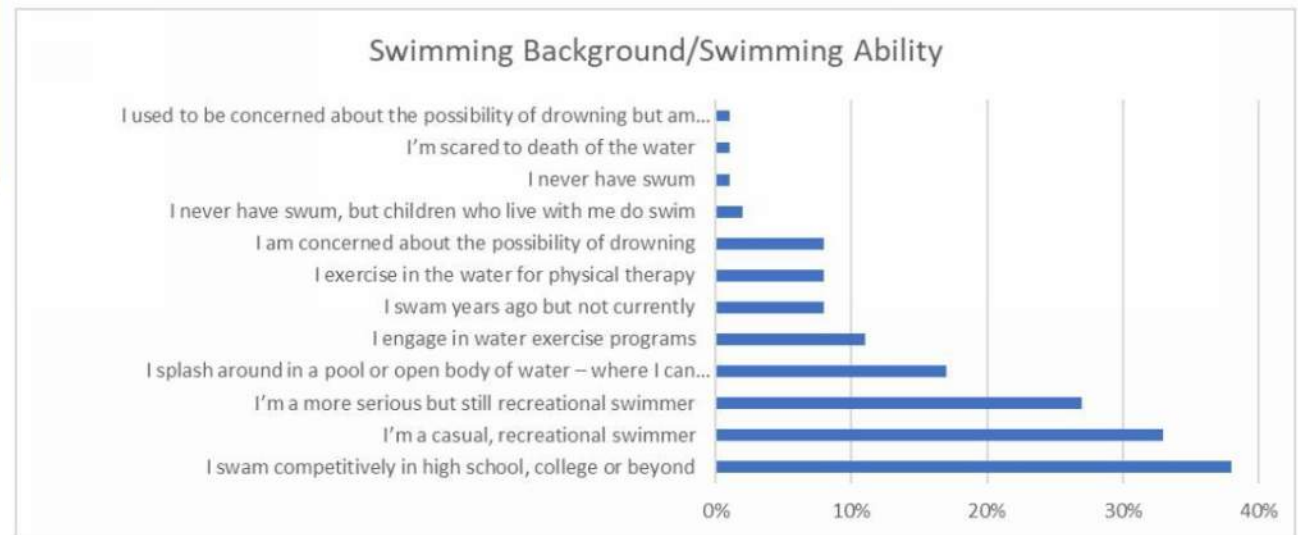 Swimming Background/Swimming Ability
I used to be concerned about the possibility of drowning but am...
I'm scared to death of the water
I never have swum
I never have swum, but children who live with me do swim
I am concerned about the possibility of drowning
I exercise in the water for physical therapy
I swam years ago but not currently
I engage in water exercise programs
I splash around in a pool or open body of water – where I can...
I'm a more serious but still recreational swimmer
I'm a casual, recreational swimmer
I swam competitively in high school, college or beyond
0% 10% 20% 30% 40%